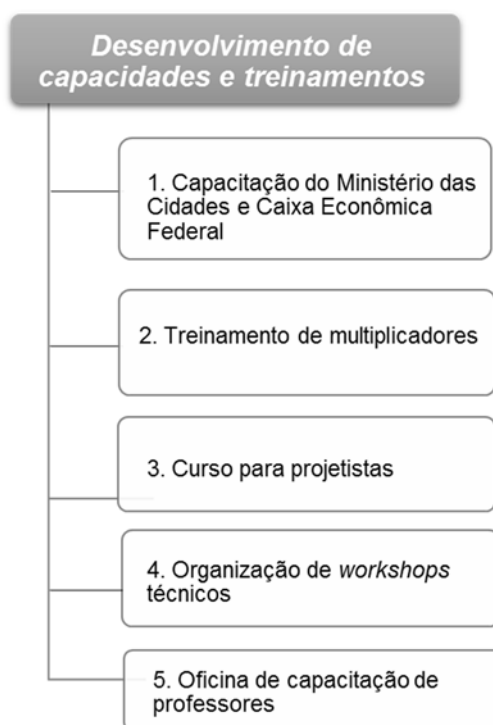 Desenvolvimento de
capacidades e treinamentos
1. Capacitação do Ministério das
Cidades e Caixa Econômica
Federal
2. Treinamento de multiplicadores
3. Curso para projetistas
4. Organização de workshops
técnicos
5. Oficina de capacitação de
professores